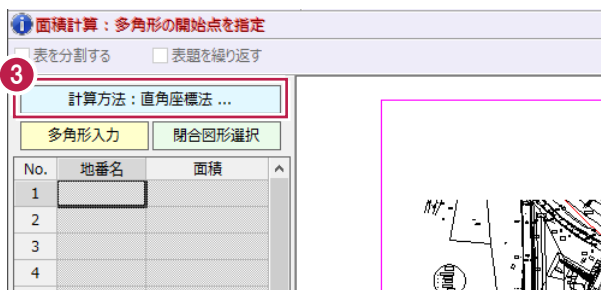 面積計算：多角形の開始点を指定
表を分割する 表題を繰り返す
3
計算方法：直角座標法 ...
多角形入力 閉合図形選択
No. 地番名 面積
1
2
3
4